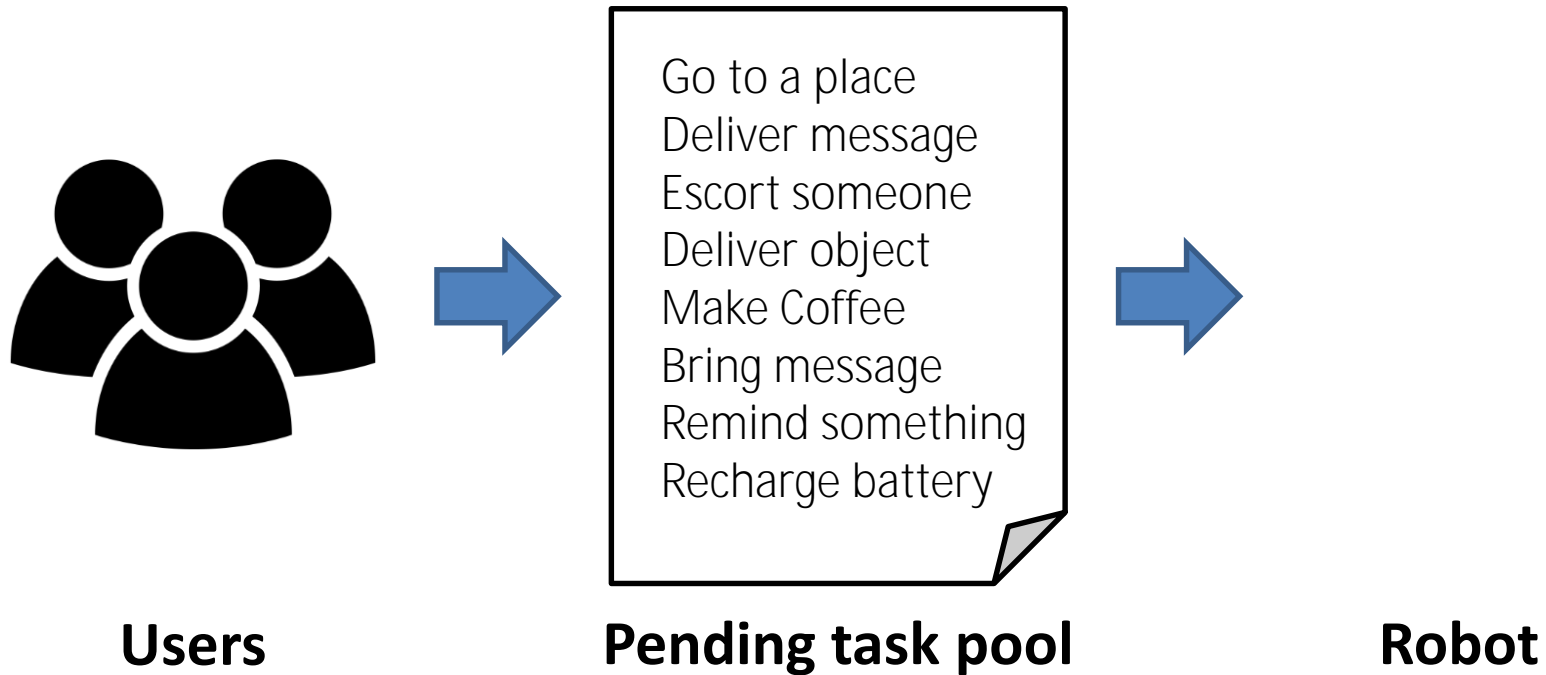 Go to a place
Deliver message
Escort someone
Deliver object
Make Coffee
Bring message
Remind something
Recharge battery
Users
Pending task pool
Robot